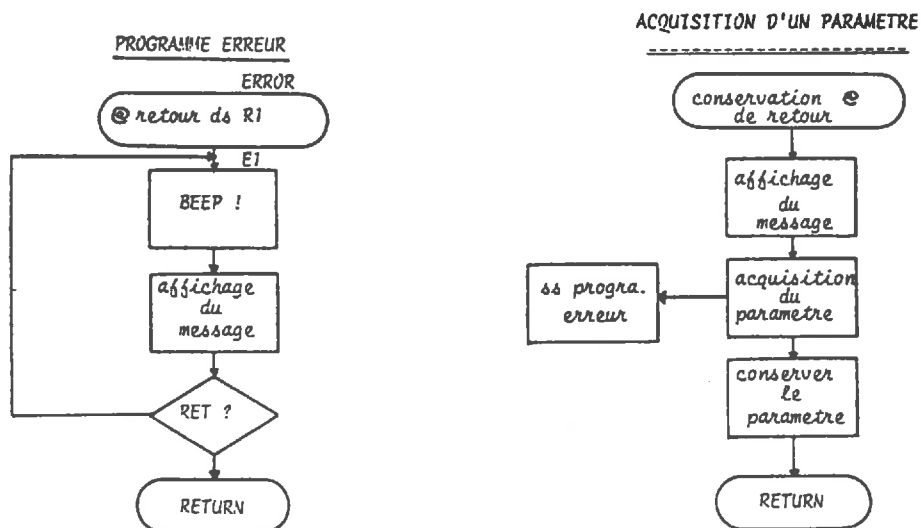 PROGRAMME ERREUR
ERROR
@ retour ds R1
E1
BEEP !
affichage
du
message
RET ?
RETURN
ACQUISITION D'UN PARAMETRE
conservation @
de retour
affichage
du
message
acquisition
du
parametre
ss progra.
erreur
conserver
le
parametre
RETURN